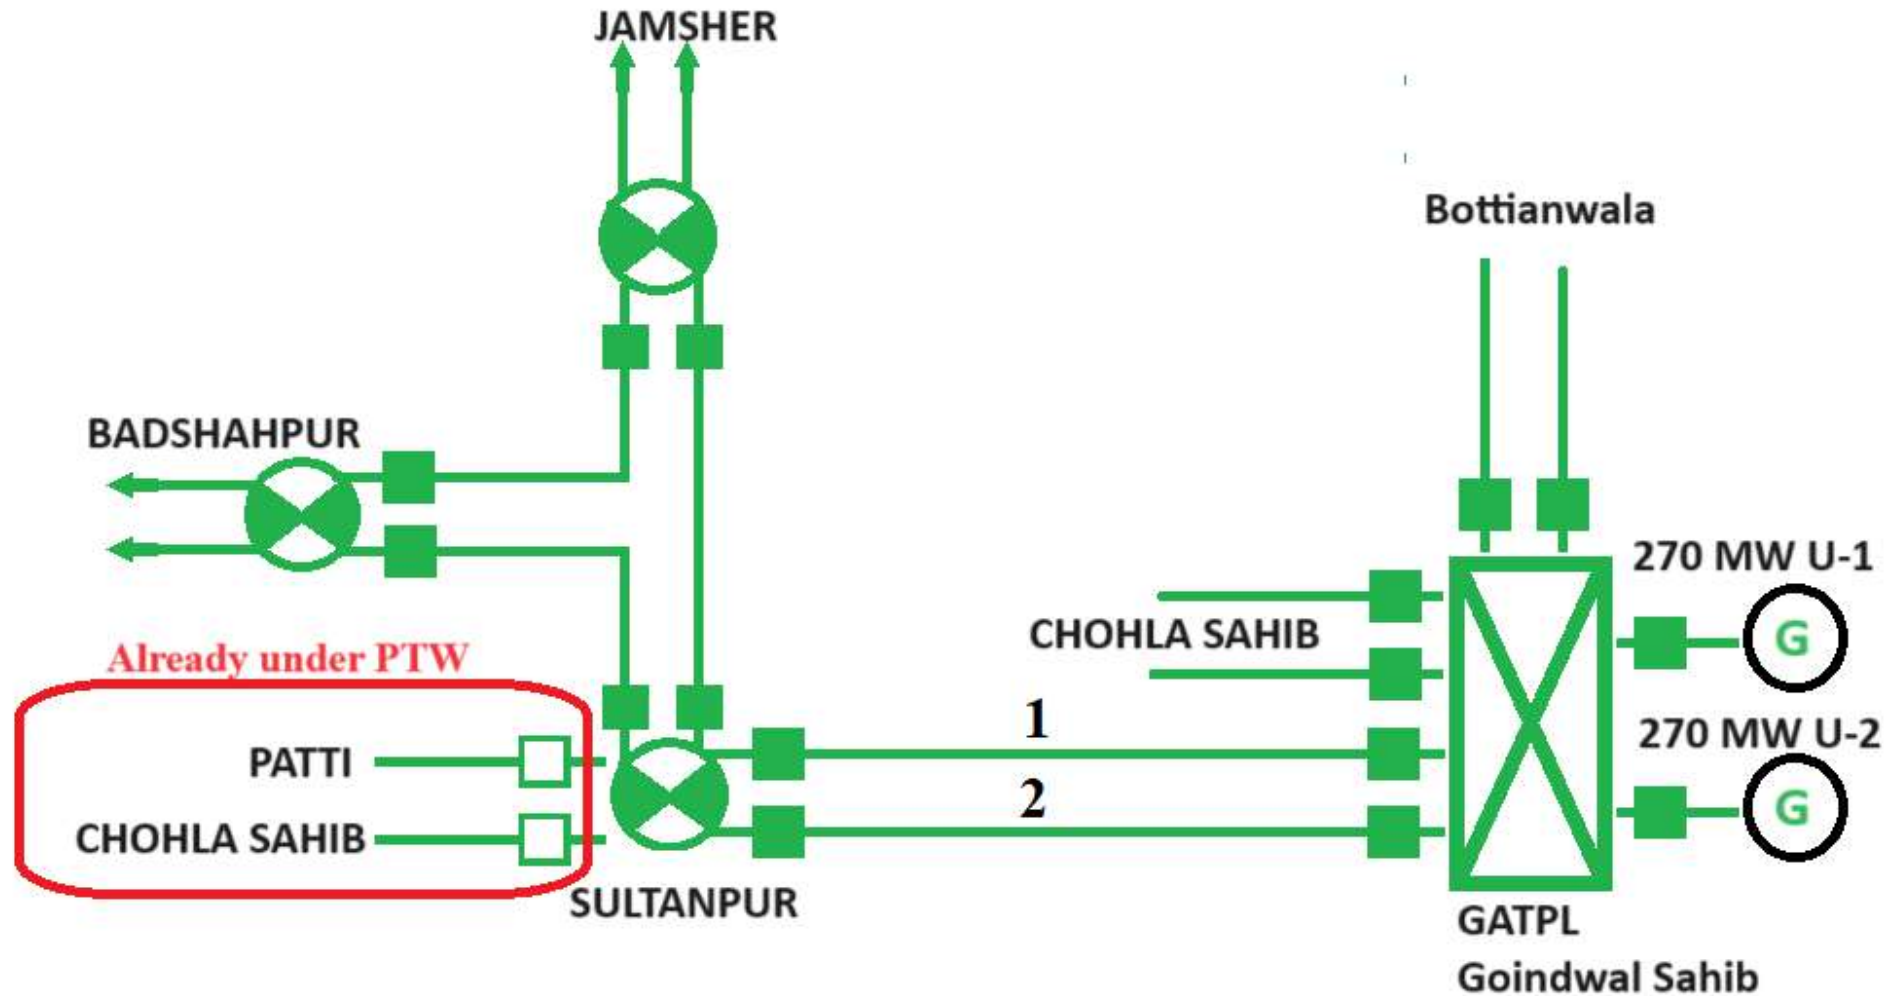 JAMSHER
Bottianwala
BADSHAHPUR
270 MW U-1
G
CHOHLA SAHIB
Already under PTW
1
270 MW U-2
PATTI
G
2
CHOHLA SAHIB
SULTANPUR
GATPL
Goindwal Sahib